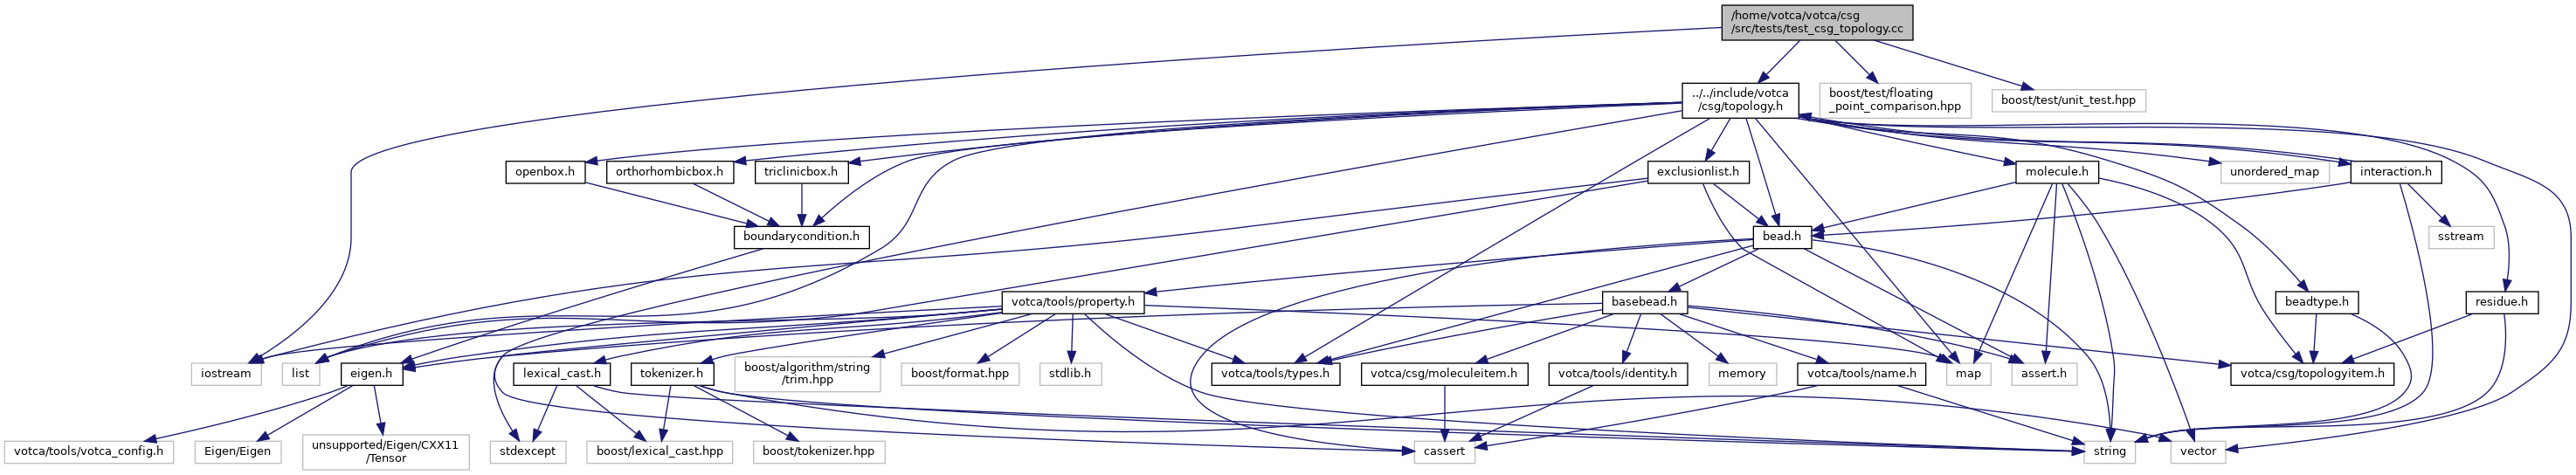 /home/votca/votca/csg
/src/tests/test_csg_topology.cc
../../include/votca
/csg/topology.h
boost/test/floating
_point_comparison.hpp
boost/test/unit_test.hpp
openbox.h
orthorhombicbox.h
triclinicbox.h
exclusionlist.h
molecule.h
unordered_map
interaction.h
boundarycondition.h
bead.h
sstream
votca/tools/property.h
basebead.h
beadtype.h
residue.h
iostream
list
eigen.h
lexical_cast.h
tokenizer.h
boost/algorithm/string
/trim.hpp
boost/format.hpp
stdlib.h
votca/tools/types.h
votca/csg/moleculeitem.h
votca/tools/identity.h
memory
votca/tools/name.h
map
assert.h
votca/csg/topologyitem.h
votca/tools/votca_config.h
Eigen/Eigen
unsupported/Eigen/CXX11
/Tensor
stdexcept
boost/lexical_cast.hpp
boost/tokenizer.hpp
cassert
string
vector